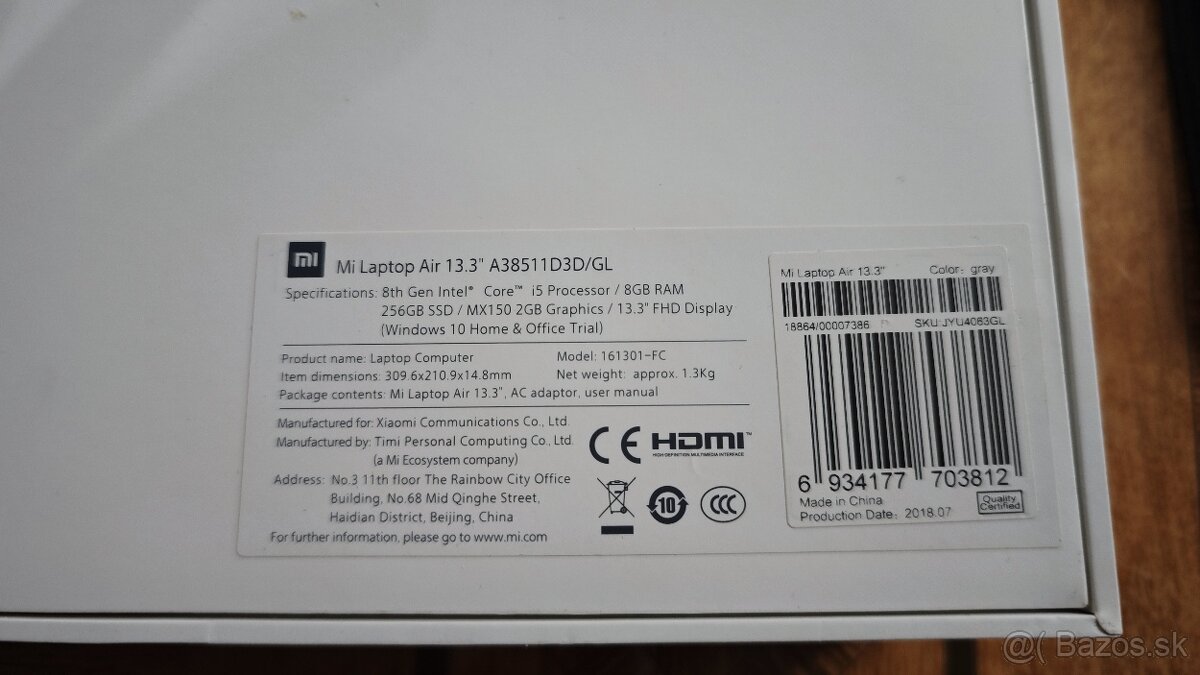 mi Mi Laptop Air 13.3" A38511D3D/GL
Specifications: 8th Gen Intel® Core™ i5 Processor / 8GB RAM
256GB SSD / MX150 2GB Graphics / 13.3" FHD Display
(Windows 10 Home & Office Trial)
Product name: Laptop Computer Model: 161301-FC
Item dimensions: 309.6x210.9x14.8mm Net weight: approx. 1.3Kg
Package contents: Mi Laptop Air 13.3", AC adaptor, user manual
Manufactured for: Xiaomi Communications Co., Ltd.
Manufactured by: Timi Personal Computing Co., Ltd.
(a Mi Ecosystem company)
Address: No.3 11th floor The Rainbow City Office
Building, No.68 Mid Qinghe Street,
Haidian District, Beijing, China
For further information, please go to www.mi.com
CE HDMI™
HIGH-DEFINITION MULTIMEDIA INTERFACE
10 CCC
Mi Laptop Air 13.3" Color: gray
18864/00007386 SKU:JYU4063GL
6 934177 703812
Made in China
Production Date: 2018.07
Quality
Certified
@( Bazos.sk